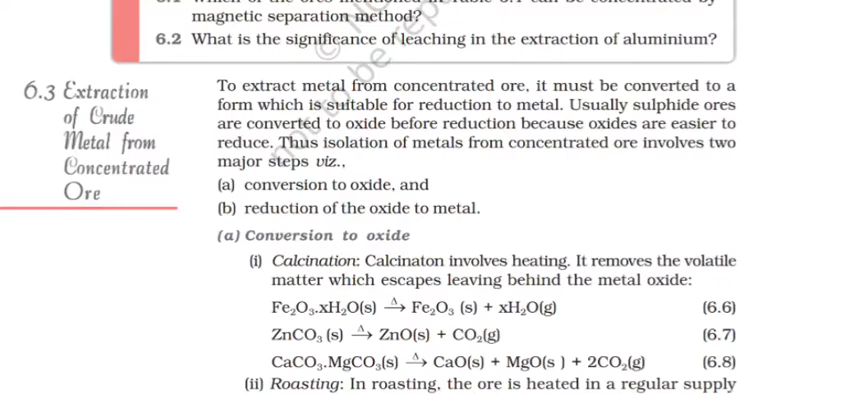 magnetic separation method?
6.2 What is the significance of leaching in the extraction of aluminium?
6.3 Extraction
of Crude
Metal from
Concentrated
Ore
To extract metal from concentrated ore, it must be converted to a
form which is suitable for reduction to metal. Usually sulphide ores
are converted to oxide before reduction because oxides are easier to
reduce. Thus isolation of metals from concentrated ore involves two
major steps viz.,
(a) conversion to oxide, and
(b) reduction of the oxide to metal.
(a) Conversion to oxide
(i) Calcination: Calcinaton involves heating. It removes the volatile
matter which escapes leaving behind the metal oxide:
Fe₂O₃.xH₂O(s) →Δ Fe₂O₃ (s) + xH₂O(g) (6.6)
ZnCO₃ (s) →Δ ZnO(s) + CO₂(g) (6.7)
CaCO₃.MgCO₃(s) →Δ CaO(s) + MgO(s ) + 2CO₂(g) (6.8)
(ii) Roasting: In roasting, the ore is heated in a regular supply
not to be rep